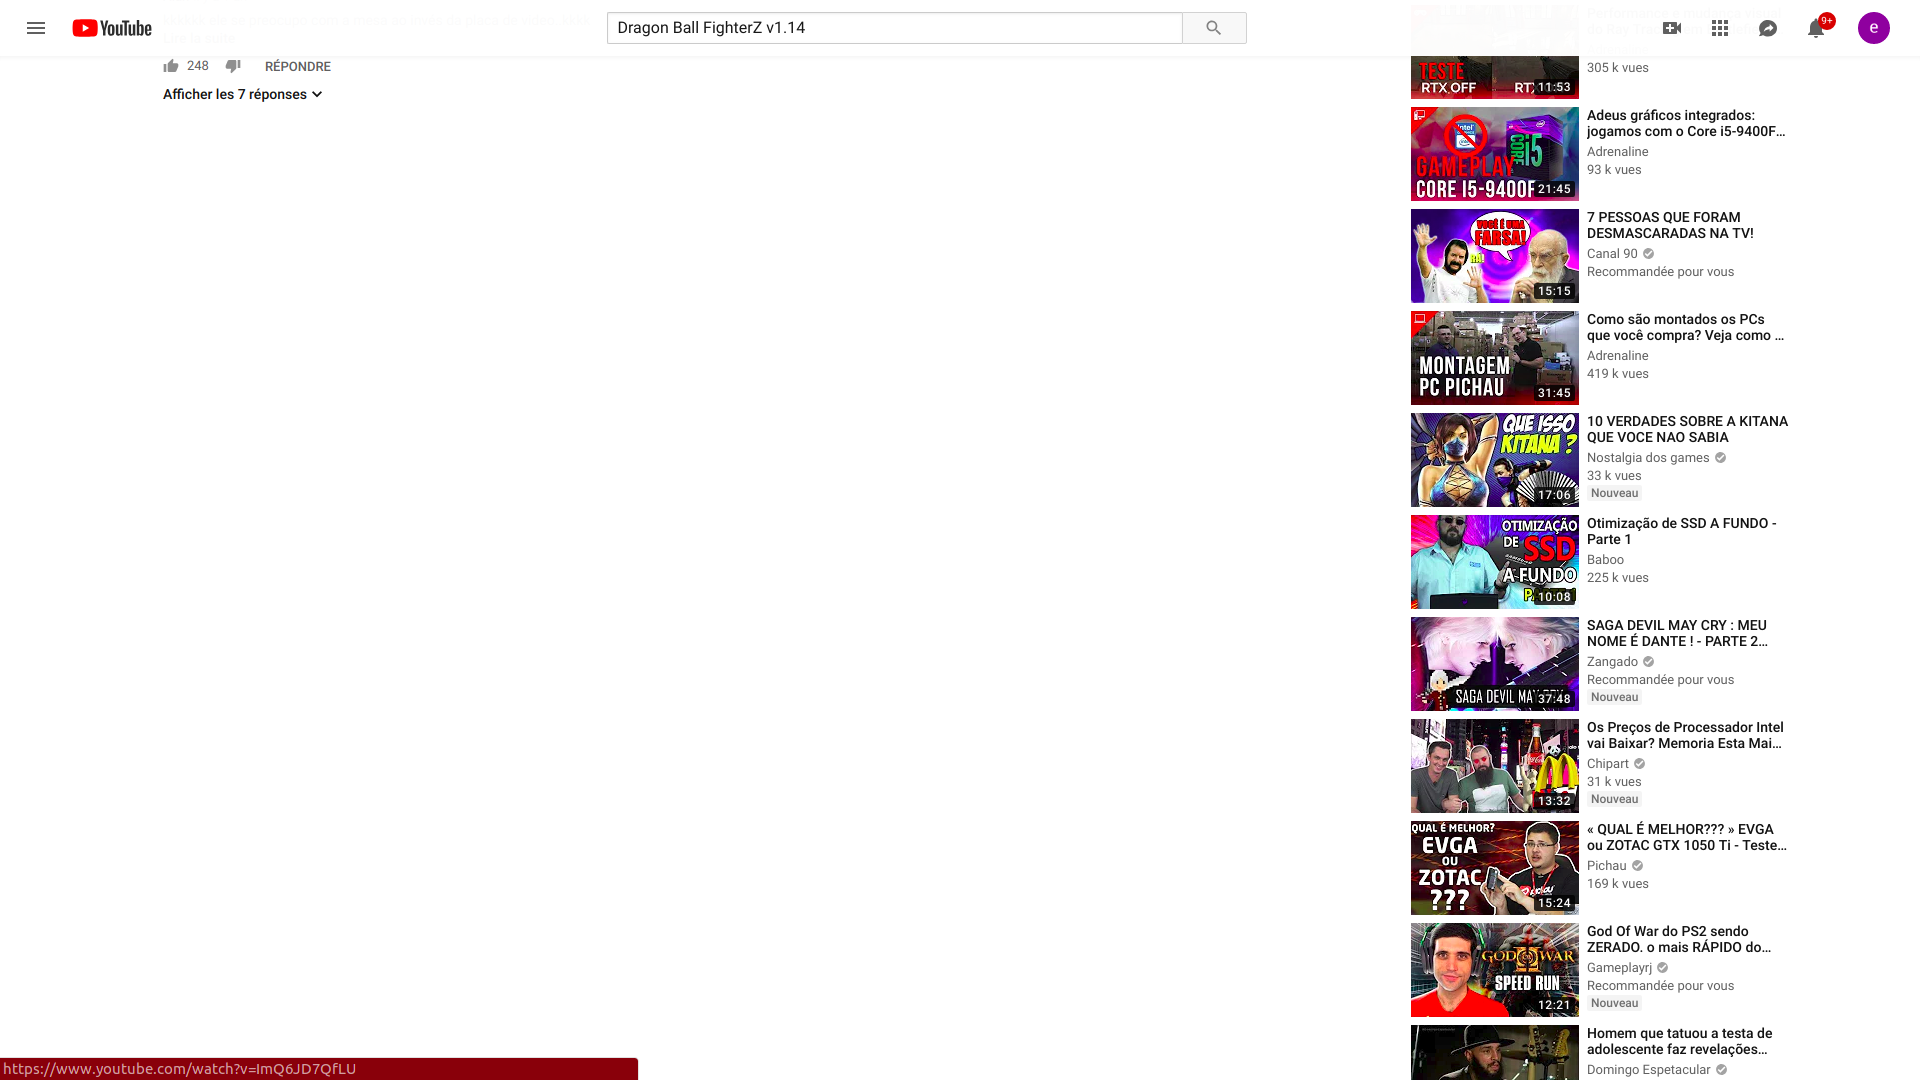 YouTube
Dragon Ball FighterZ v1.14
9+
e
248
RÉPONDRE
Afficher les 7 réponses
TESTE
RTX OFF
11:53
305 k vues
intel
CORE i5
GAMEPLAY
CORE I5-9400F
21:45
Adeus gráficos integrados:
jogamos com o Core i5-9400F…
Adrenaline
93 k vues
VOCÊ É UMA
FARSA!
15:15
7 PESSOAS QUE FORAM
DESMASCARADAS NA TV!
Canal 90
Recommandée pour vous
MONTAGEM
PC PICHAU
31:45
Como são montados os PCs
que você compra? Veja como …
Adrenaline
419 k vues
QUE ISSO
KITANA ?
17:06
10 VERDADES SOBRE A KITANA
QUE VOCE NAO SABIA
Nostalgia dos games
33 k vues
Nouveau
OTIMIZAÇÃO
DE SSD
A FUNDO
10:08
Otimização de SSD A FUNDO -
Parte 1
Baboo
225 k vues
SAGA DEVIL MAY CRY
37:48
SAGA DEVIL MAY CRY : MEU
NOME É DANTE ! - PARTE 2…
Zangado
Recommandée pour vous
Nouveau
13:32
Os Preços de Processador Intel
vai Baixar? Memoria Esta Mai…
Chipart
31 k vues
Nouveau
QUAL É MELHOR?
EVGA
OU
ZOTAC
???
15:24
« QUAL É MELHOR??? » EVGA
ou ZOTAC GTX 1050 Ti - Teste…
Pichau
169 k vues
GOD OF WAR
II
SPEED RUN
12:21
God Of War do PS2 sendo
ZERADO. o mais RÁPIDO do…
Gameplayrj
Recommandée pour vous
Nouveau
Homem que tatuou a testa de
adolescente faz revelações…
Domingo Espetacular
https://www.youtube.com/watch?v=ImQ6JD7QfLU